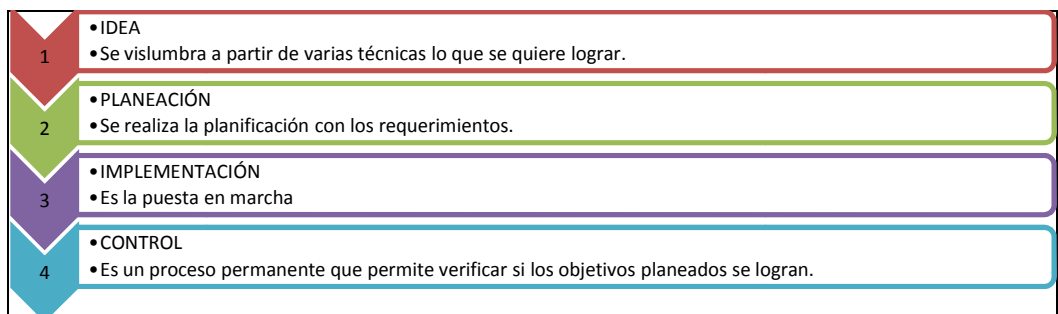 1
•IDEA
•Se vislumbra a partir de varias técnicas lo que se quiere lograr.
2
•PLANEACIÓN
•Se realiza la planificación con los requerimientos.
3
•IMPLEMENTACIÓN
•Es la puesta en marcha
4
•CONTROL
•Es un proceso permanente que permite verificar si los objetivos planeados se logran.